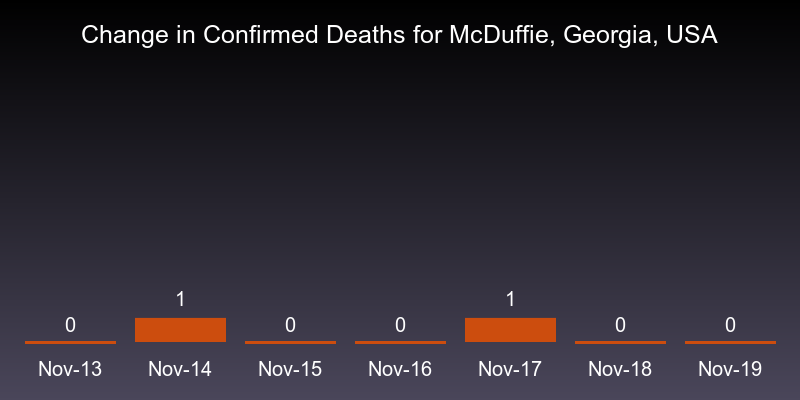 Change in Confirmed Deaths for McDuffie, Georgia, USA
0 1 0 0 1 0 0
Nov-13 Nov-14 Nov-15 Nov-16 Nov-17 Nov-18 Nov-19